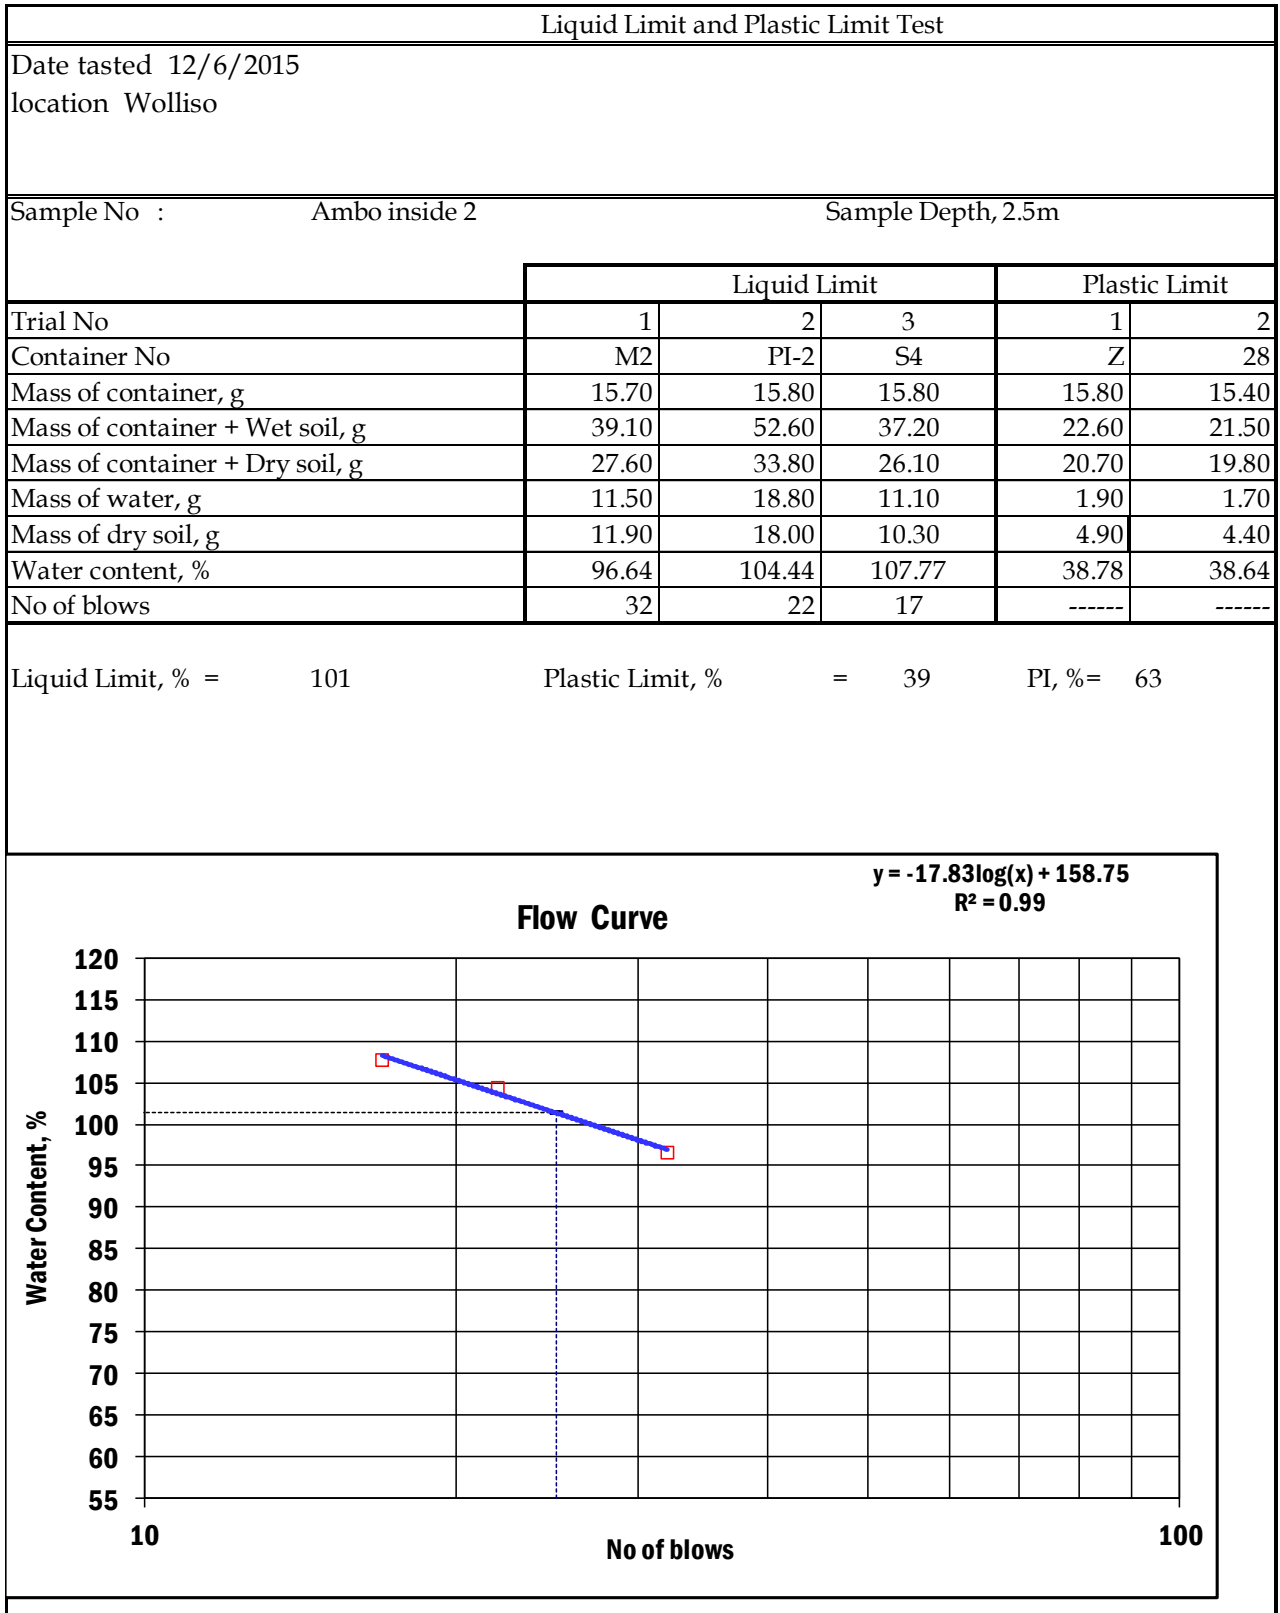 Liquid Limit and Plastic Limit Test
Date tasted 12/6/2015
location Wolliso
Sample No : Ambo inside 2 Sample Depth, 2.5m
Liquid Limit Plastic Limit
Trial No 1 2 3 1 2
Container No M2 PI-2 S4 Z 28
Mass of container, g 15.70 15.80 15.80 15.80 15.40
Mass of container + Wet soil, g 39.10 52.60 37.20 22.60 21.50
Mass of container + Dry soil, g 27.60 33.80 26.10 20.70 19.80
Mass of water, g 11.50 18.80 11.10 1.90 1.70
Mass of dry soil, g 11.90 18.00 10.30 4.90 4.40
Water content, % 96.64 104.44 107.77 38.78 38.64
No of blows 32 22 17 ------ ------
Liquid Limit, % = 101 Plastic Limit, % = 39 PI, %= 63
y = -17.83log(x) + 158.75
R² = 0.99
Flow Curve
120
115
110
105
100
95
90
85
80
75
70
65
60
55
Water Content, %
10 100
No of blows